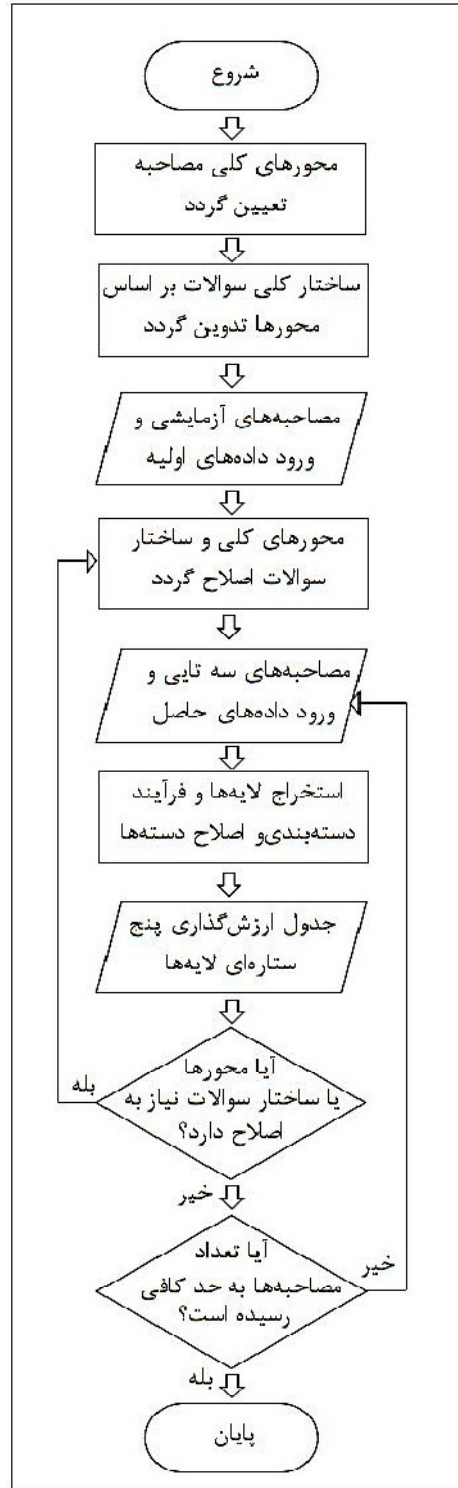 شروع
محورهای کلی مصاحبه
تعیین گردد
ساختار کلی سوالات بر اساس
محورها تدوین گردد
مصاحبه‌های آزمایشی و
ورود داده‌های اولیه
محورهای کلی و ساختار
سوالات اصلاح گردد
مصاحبه‌های سه تایی و
ورود داده‌های حاصل
استخراج لایه‌ها و فرآیند
دسته‌بندی‌و اصلاح دسته‌ها
جدول ارزش‌گذاری پنج
ستاره‌ای لایه‌ها
آیا محورها
یا ساختار سوالات نیاز به
اصلاح دارد؟
بله
خیر
آیا تعداد
مصاحبه‌ها به حد کافی
رسیده است؟
خیر
بله
پایان